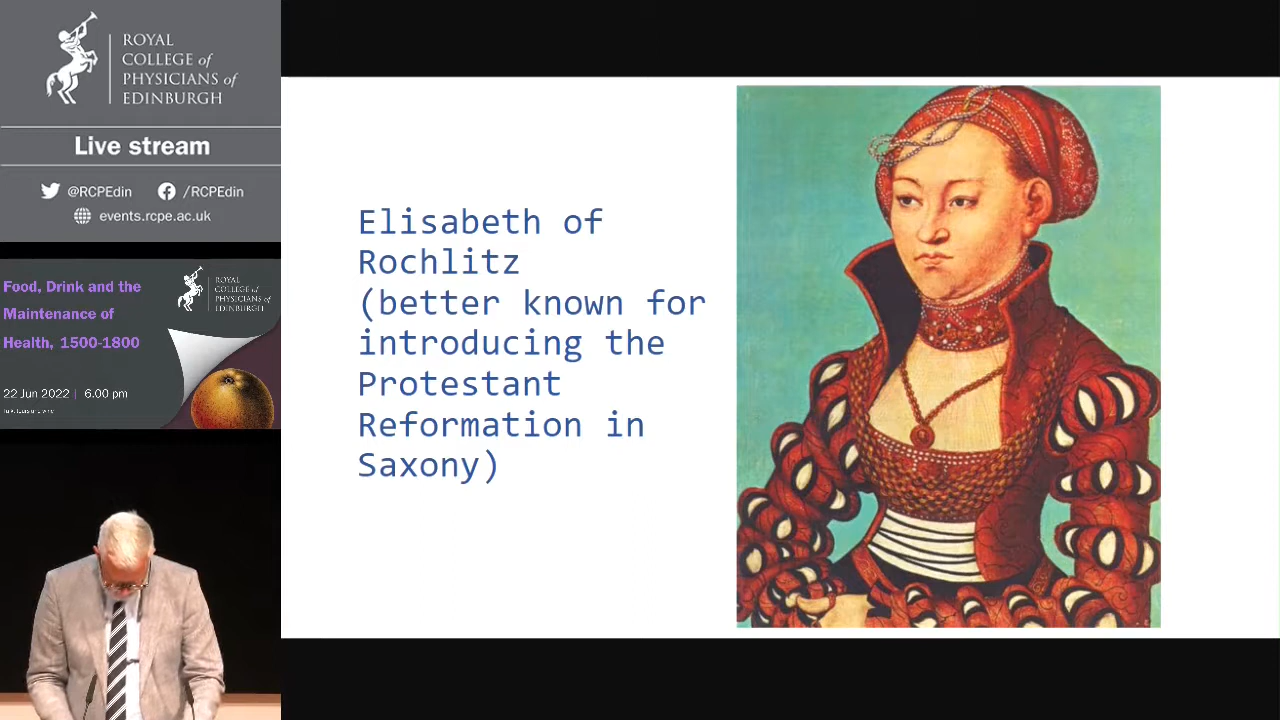 ROYAL
COLLEGE of
PHYSICIANS of
EDINBURGH
Live stream
@RCPEdin /RCPEdin
events.rcpe.ac.uk
Food, Drink and the
Maintenance of
Health, 1500-1800
ROYAL
COLLEGE of
PHYSICIANS of
EDINBURGH
22 Jun 2022 | 6.00 pm
Elisabeth of
Rochlitz
(better known for
introducing the
Protestant
Reformation in
Saxony)